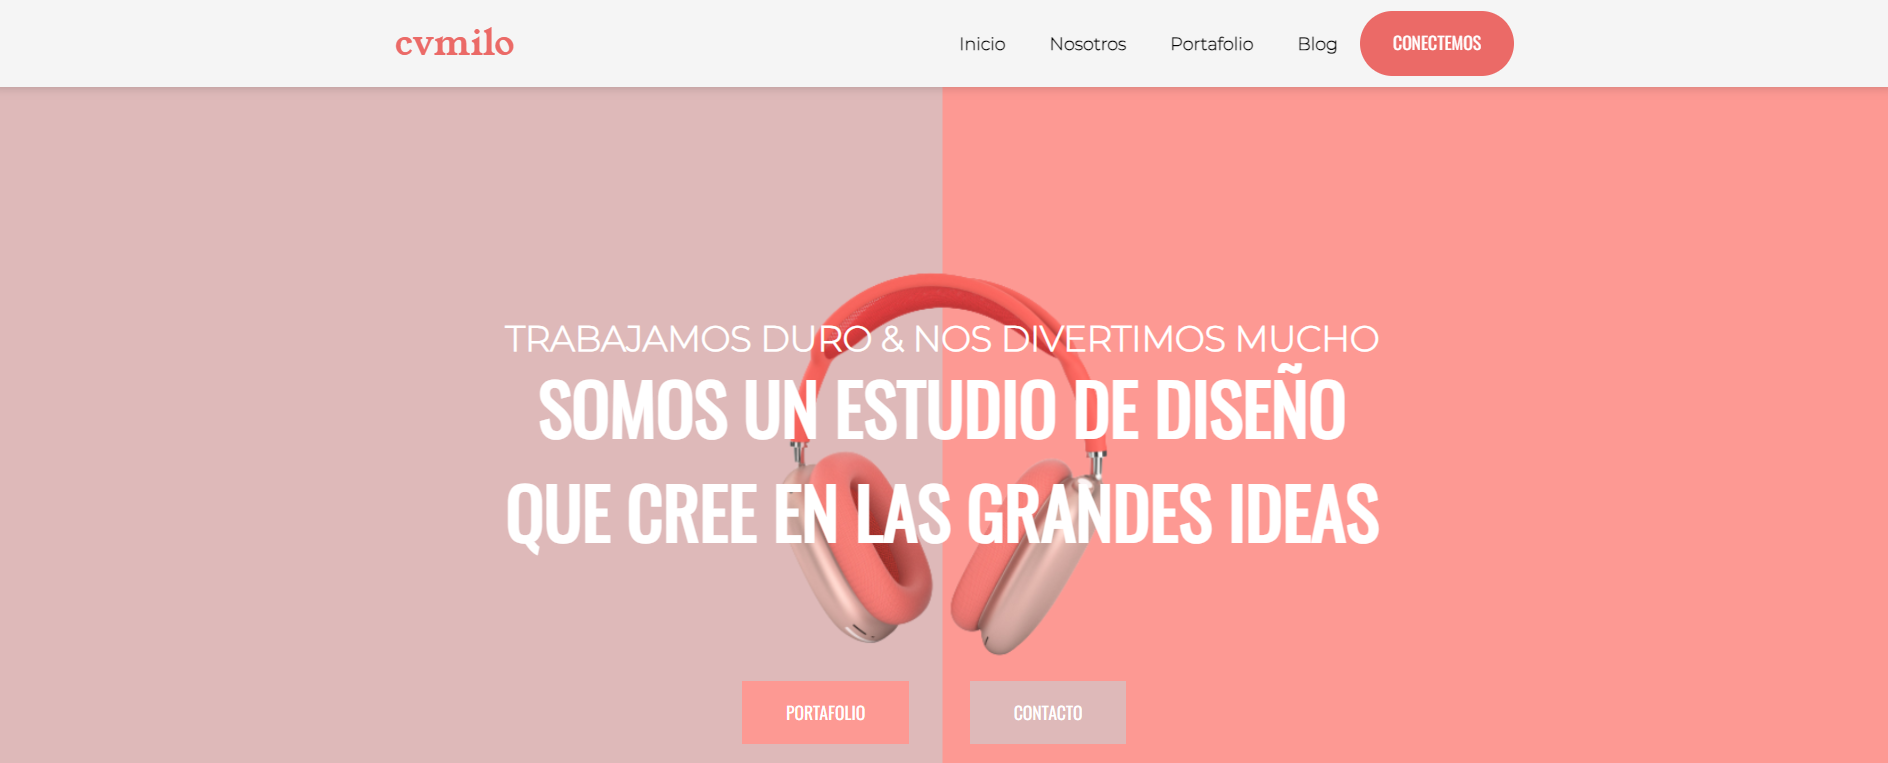 cvmilo
Inicio Nosotros Portafolio Blog CONECTEMOS
TRABAJAMOS DURO & NOS DIVERTIMOS MUCHO
SOMOS UN ESTUDIO DE DISEÑO
QUE CREE EN LAS GRANDES IDEAS
PORTAFOLIO CONTACTO